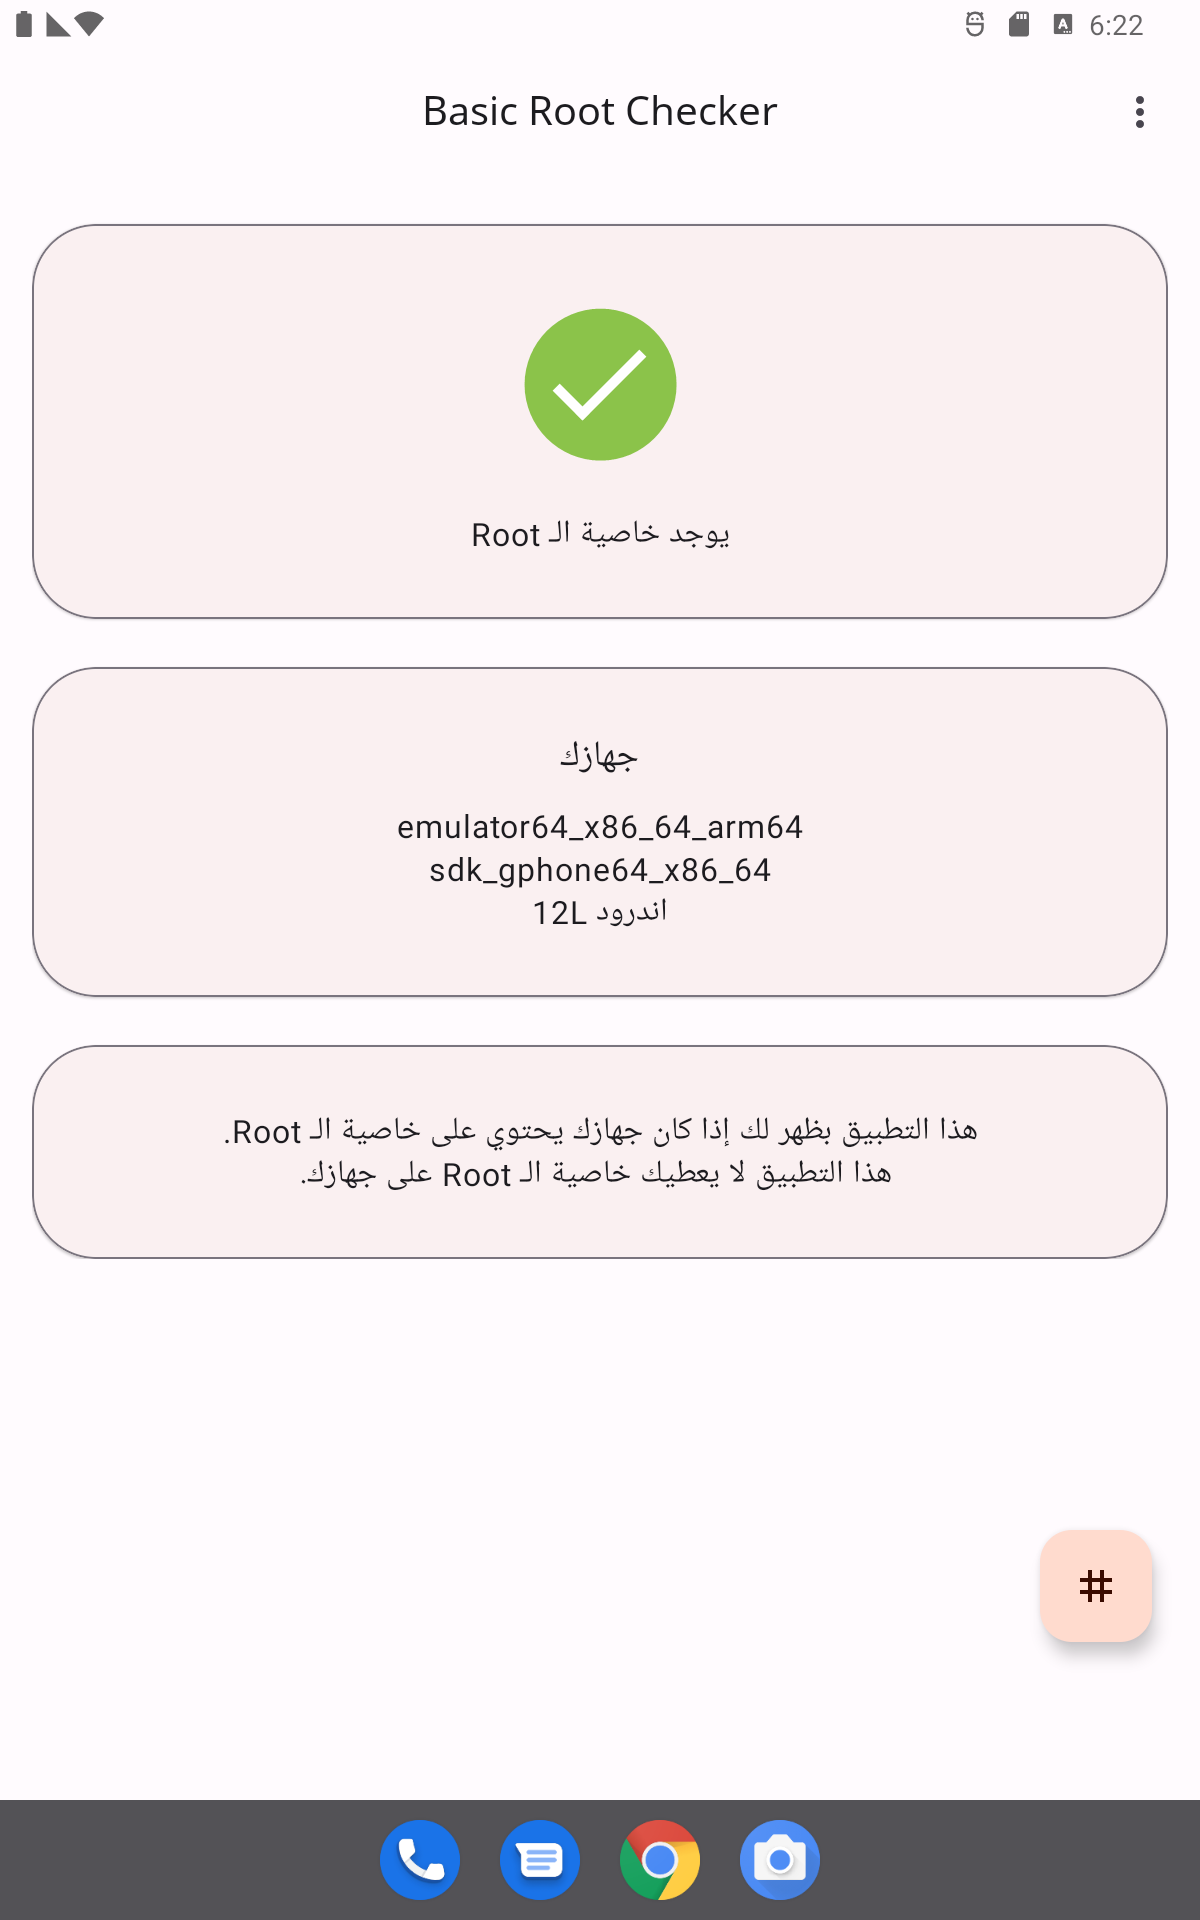 6:22
Basic Root Checker
يوجد خاصية الـ Root
جهازك
emulator64_x86_64_arm64
sdk_gphone64_x86_64
اندرود 12L
هذا التطبيق بظهر لك إذا كان جهازك يحتوي على خاصية الـ Root.
هذا التطبيق لا يعطيك خاصية الـ Root على جهازك.
#